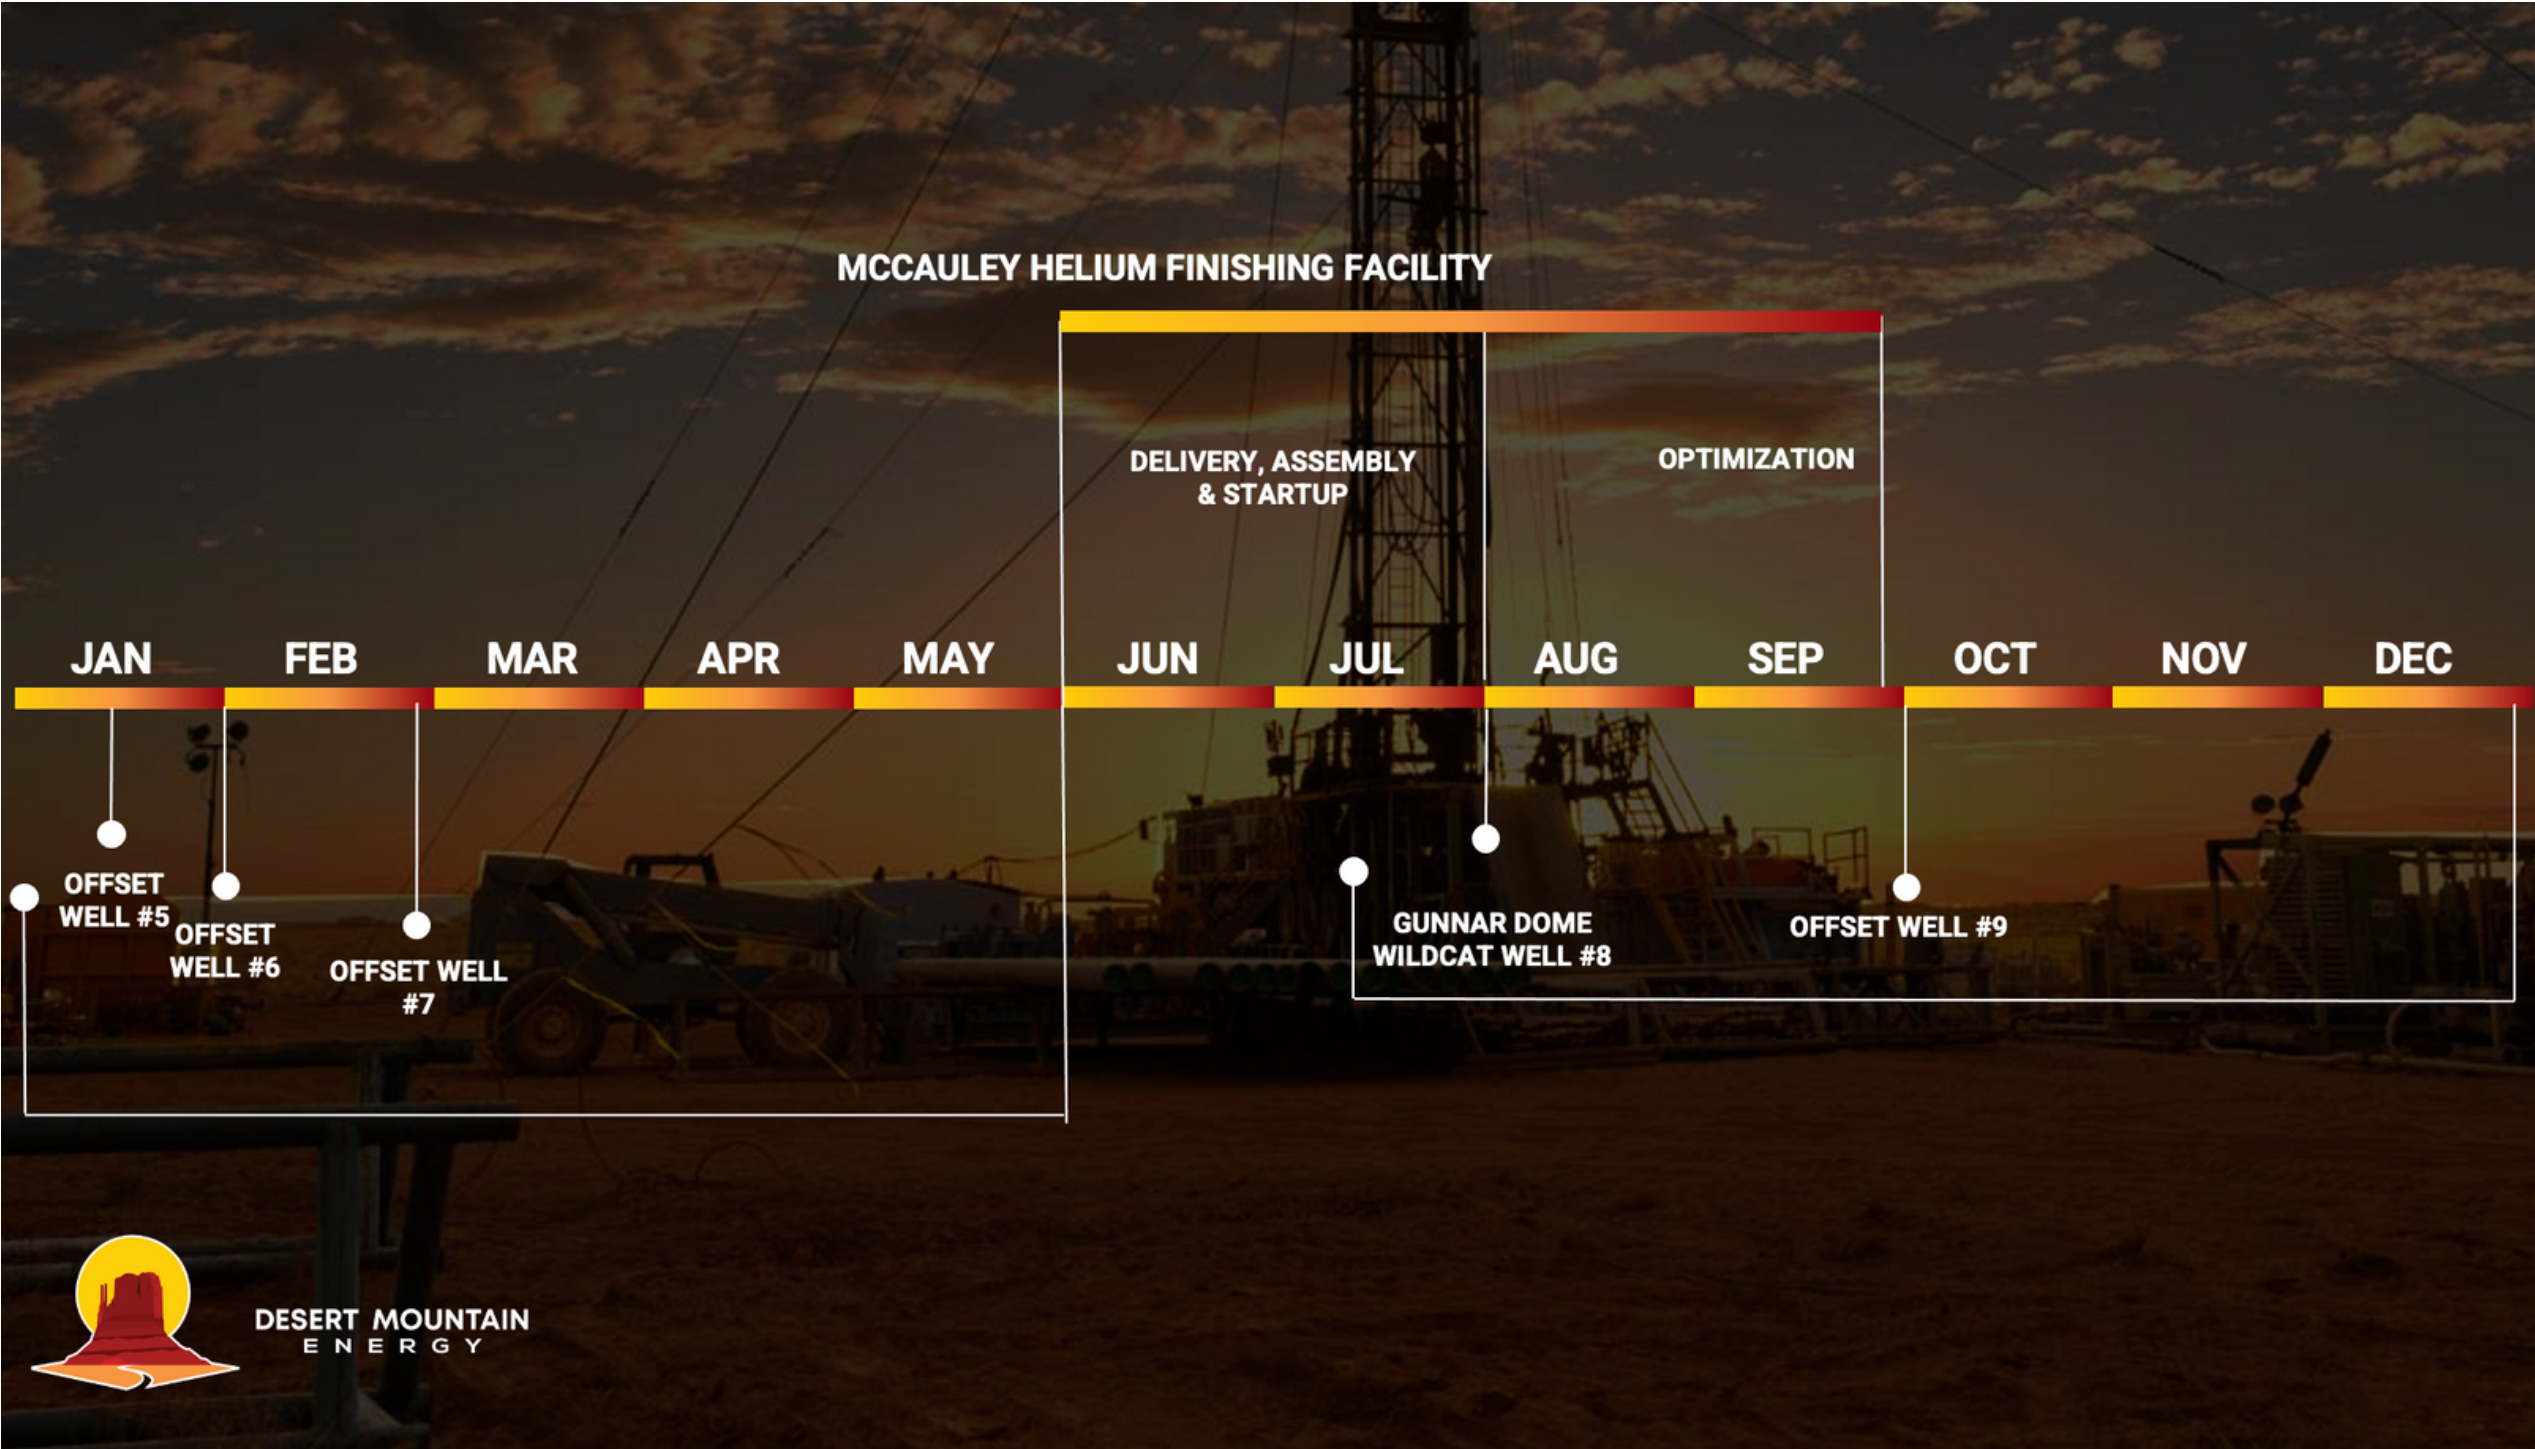 MCCAULEY HELIUM FINISHING FACILITY
DELIVERY, ASSEMBLY
& STARTUP
OPTIMIZATION
JAN FEB MAR APR MAY JUN JUL AUG SEP OCT NOV DEC
OFFSET
WELL #5
OFFSET
WELL #6
OFFSET WELL
#7
GUNNAR DOME
WILDCAT WELL #8
OFFSET WELL #9
DESERT MOUNTAIN
ENERGY